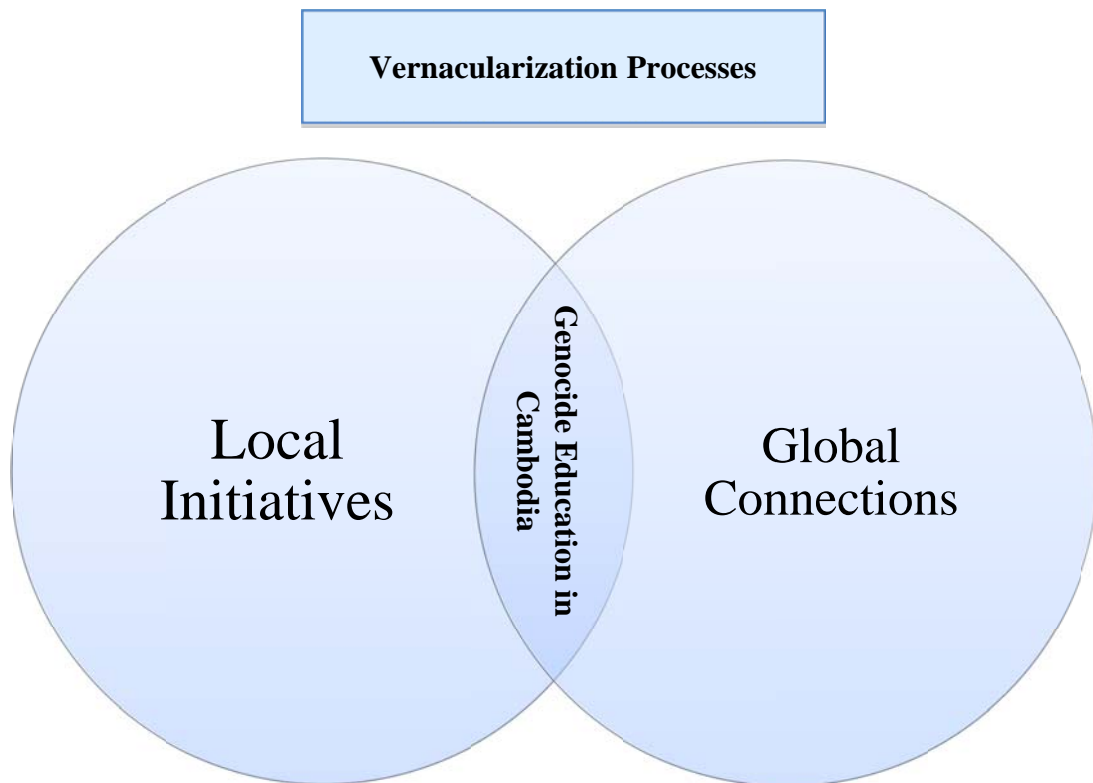 Vernacularization Processes
Local
Initiatives
Genocide Education in
Cambodia
Global
Connections